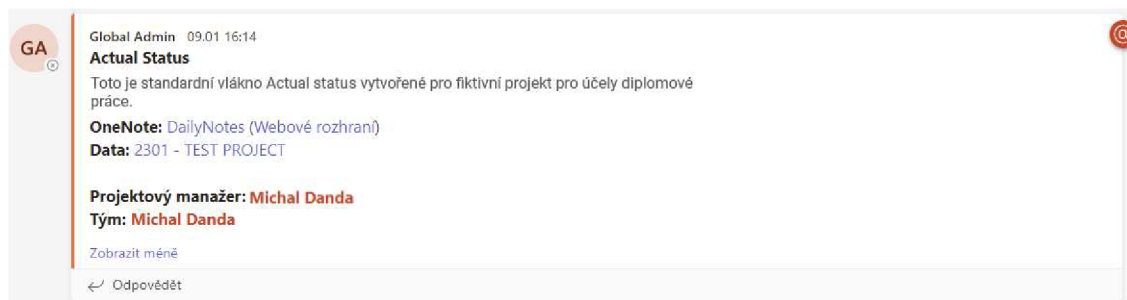 GA
Global Admin 09.01 16:14
Actual Status
Toto je standardní vlákno Actual status vytvořené pro fiktivní projekt pro účely diplomové
práce.
OneNote: DailyNotes (Webové rozhraní)
Data: 2301 - TEST PROJECT
Projektový manažer: Michal Danda
Tým: Michal Danda
Zobrazit méně
Odpovědět